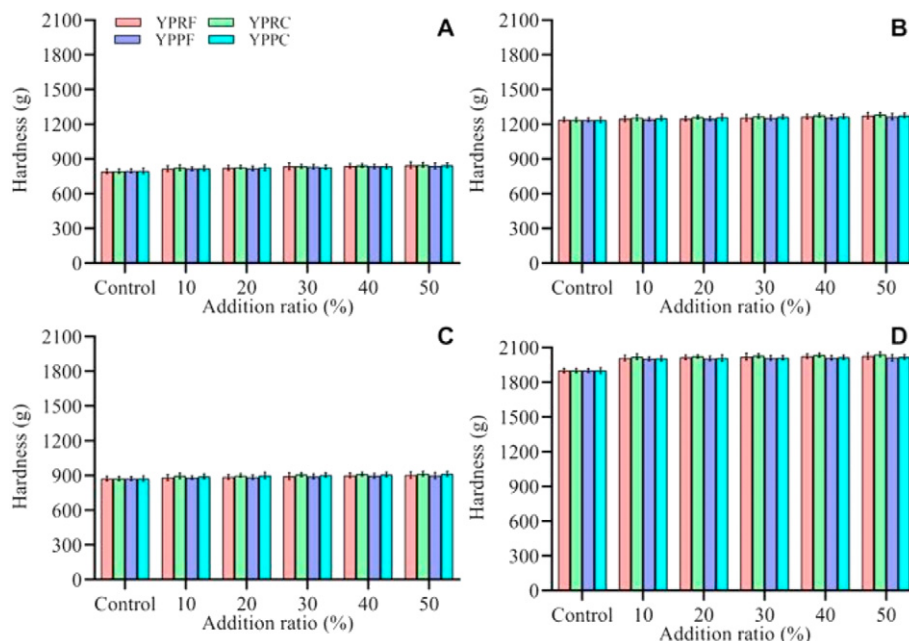 YPRF YPRC
YPPF YPPC
A
Hardness (g)
2100
1800
1500
1200
900
600
300
0
Control 10 20 30 40 50
Addition ratio (%)
B
Hardness (g)
2100
1800
1500
1200
900
600
300
0
Control 10 20 30 40 50
Addition ratio (%)
C
Hardness (g)
2100
1800
1500
1200
900
600
300
0
Control 10 20 30 40 50
Addition ratio (%)
D
Hardness (g)
2100
1800
1500
1200
900
600
300
0
Control 10 20 30 40 50
Addition ratio (%)